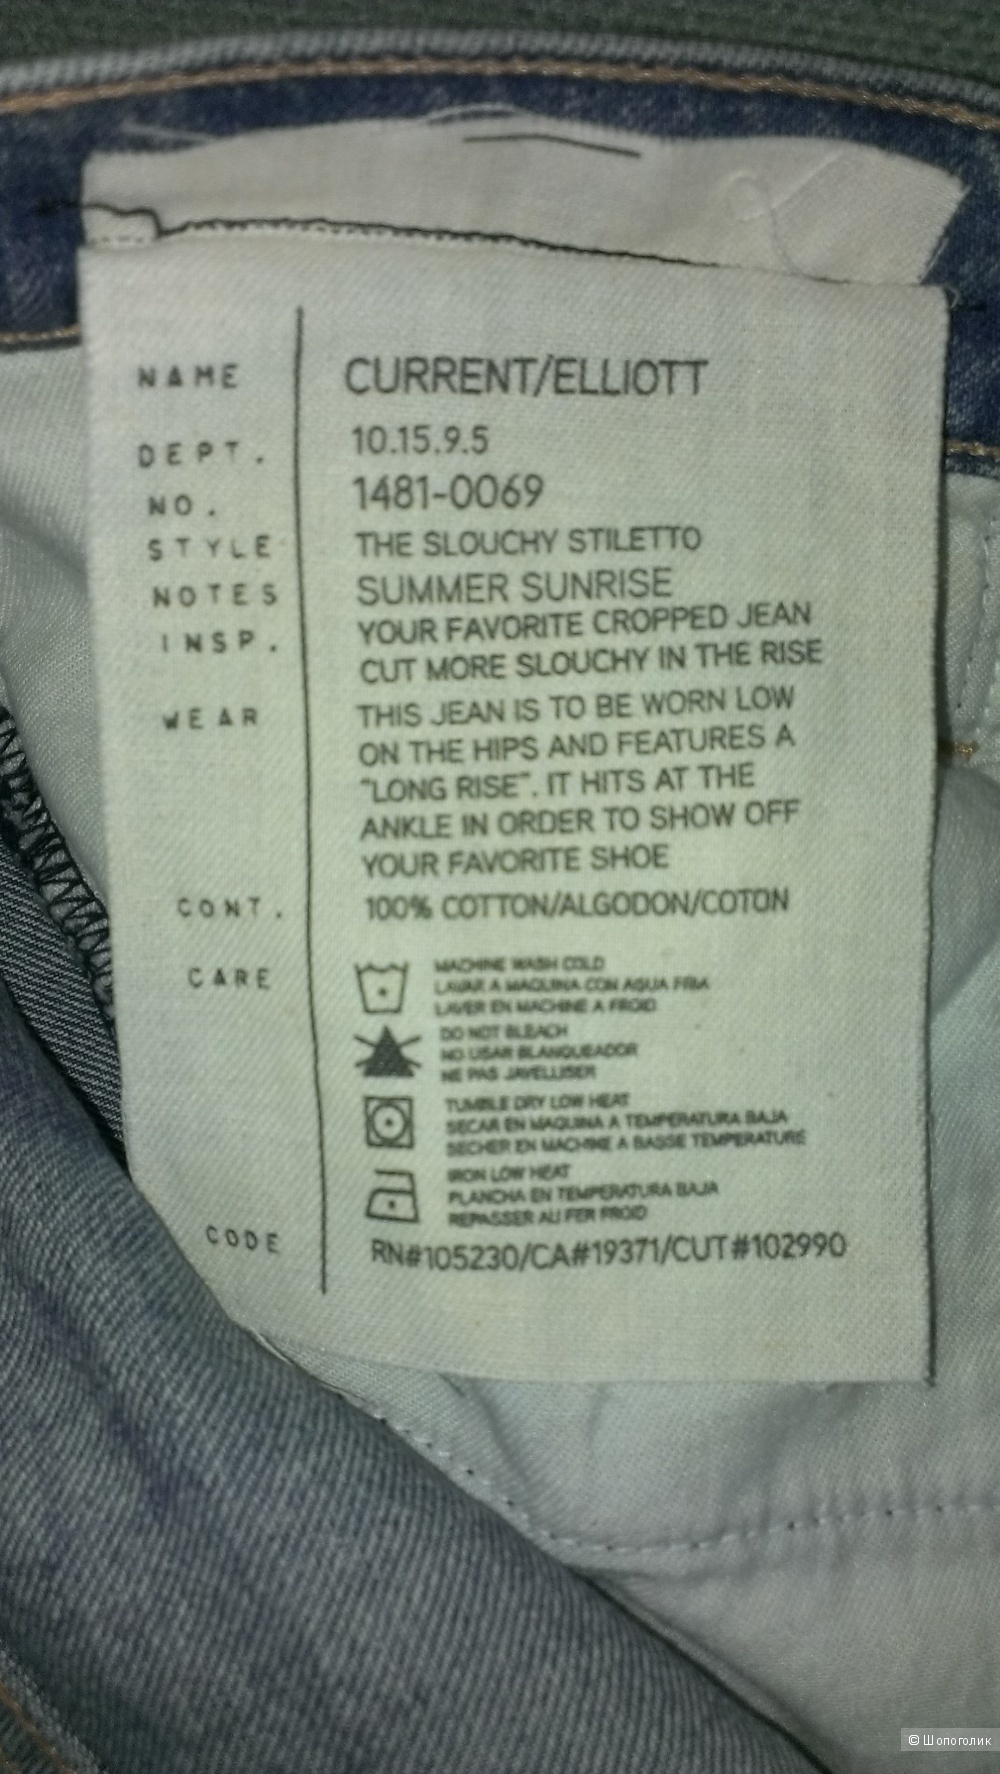 NAME CURRENT/ELLIOTT
DEPT. 10.15.9.5
NO. 1481-0069
STYLE THE SLOUCHY STILETTO
NOTES SUMMER SUNRISE
INSP. YOUR FAVORITE CROPPED JEAN
CUT MORE SLOUCHY IN THE RISE
WEAR THIS JEAN IS TO BE WORN LOW
ON THE HIPS AND FEATURES A
"LONG RISE". IT HITS AT THE
ANKLE IN ORDER TO SHOW OFF
YOUR FAVORITE SHOE
CONT. 100% COTTON/ALGODON/COTON
CARE MACHINE WASH COLD
LAVAR A MAQUINA CON AGUA FRIA
LAVER EN MACHINE A FROID
DO NOT BLEACH
NO USAR BLANQUEADOR
NE PAS JAVELLISER
TUMBLE DRY LOW HEAT
SECAR EN MAQUINA A TEMPERATURA BAJA
SECHER EN MACHINE A BASSE TEMPERATURE
IRON LOW HEAT
PLANCHA EN TEMPERATURA BAJA
REPASSER AU FER FROID
CODE RN#105230/CA#19371/CUT#102990
© Шопоголик